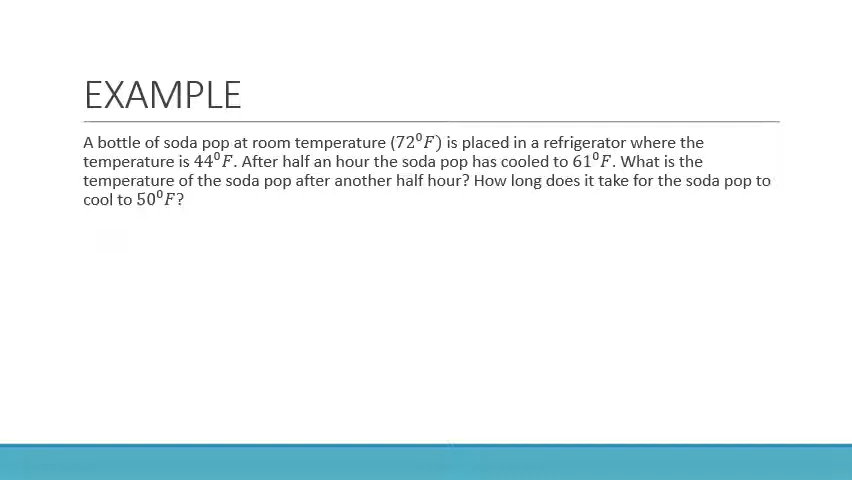 EXAMPLE
A bottle of soda pop at room temperature (72⁰F) is placed in a refrigerator where the
temperature is 44⁰F. After half an hour the soda pop has cooled to 61⁰F. What is the
temperature of the soda pop after another half hour? How long does it take for the soda pop to
cool to 50⁰F?